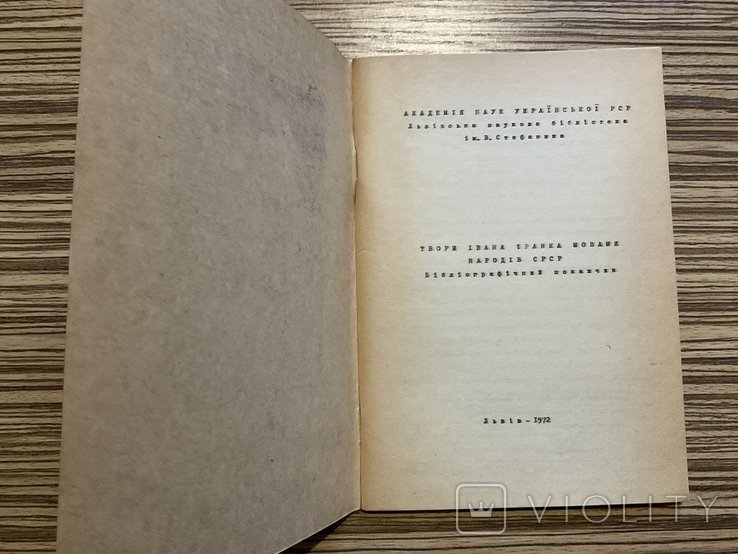 АКАДЕМІЯ НАУК УКРАЇНСЬКОЇ РСР
Львівська наукова бібліотека
ім. В. Стефаника
ТВОРИ ІВАНА ФРАНКА МОВАМИ
НАРОДІВ СРСР
Бібліографічний покажчик
Львів - 1972
VIOLITY